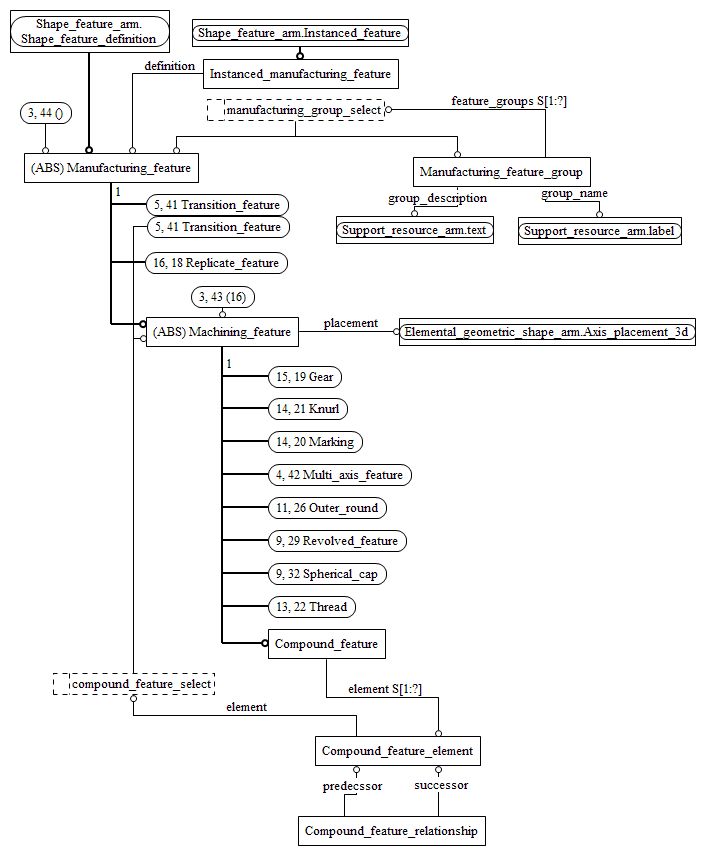 Shape_feature_arm.
Shape_feature_definition
Shape_feature_arm.Instanced_feature
definition
Instanced_manufacturing_feature
3, 44 ()
manufacturing_group_select
feature_groups S[1:?]
(ABS) Manufacturing_feature
Manufacturing_feature_group
1
group_description
group_name
5, 41 Transition_feature
5, 41 Transition_feature
Support_resource_arm.text
Support_resource_arm.label
16, 18 Replicate_feature
3, 43 (16)
(ABS) Machining_feature
placement
Elemental_geometric_shape_arm.Axis_placement_3d
1
15, 19 Gear
14, 21 Knurl
14, 20 Marking
4, 42 Multi_axis_feature
11, 26 Outer_round
9, 29 Revolved_feature
9, 32 Spherical_cap
13, 22 Thread
Compound_feature
compound_feature_select
element S[1:?]
element
Compound_feature_element
predecssor
successor
Compound_feature_relationship